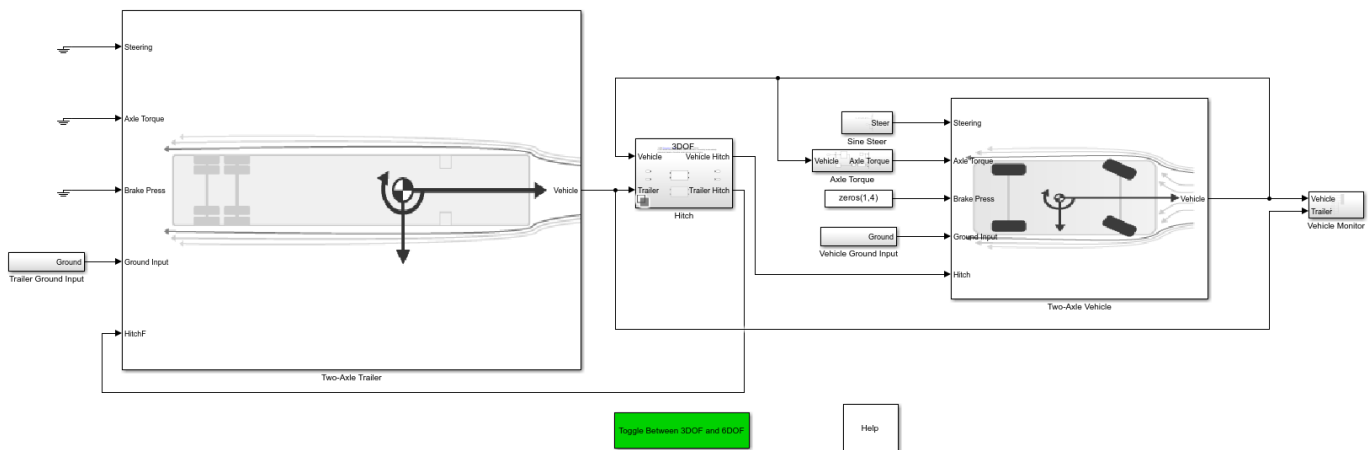 Steering
Axle Torque
Brake Press
Ground Input
HitchF
Vehicle
Two-Axle Trailer
Ground
Trailer Ground Input
3DOF
Vehicle
Vehicle Hitch
Trailer
Trailer Hitch
Hitch
Steer
Sine Steer
Vehicle
Axle Torque
Axle Torque
zeros(1,4)
Ground
Vehicle Ground Input
Steering
Axle Torque
Brake Press
Ground Input
Hitch
Vehicle
Two-Axle Vehicle
Vehicle
Trailer
Vehicle Monitor
Toggle Between 3DOF and 6DOF
Help